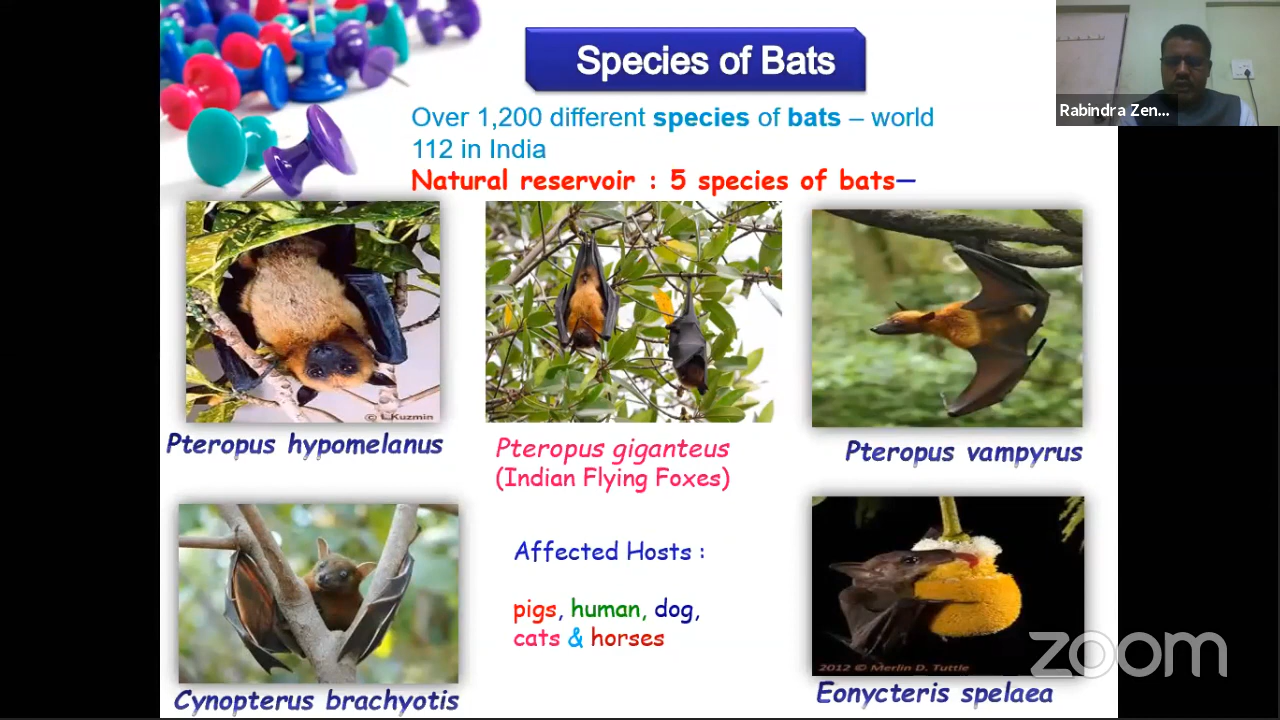 Species of Bats
Rabindra Zen...
Over 1,200 different species of bats – world
112 in India
Natural reservoir : 5 species of bats—
© L.Kuzmin
Pteropus hypomelanus
Pteropus giganteus
(Indian Flying Foxes)
Pteropus vampyrus
Affected Hosts :
pigs, human, dog,
cats & horses
2012 © Merlin D. Tuttle
zoom
Cynopterus brachyotis
Eonycteris spelaea